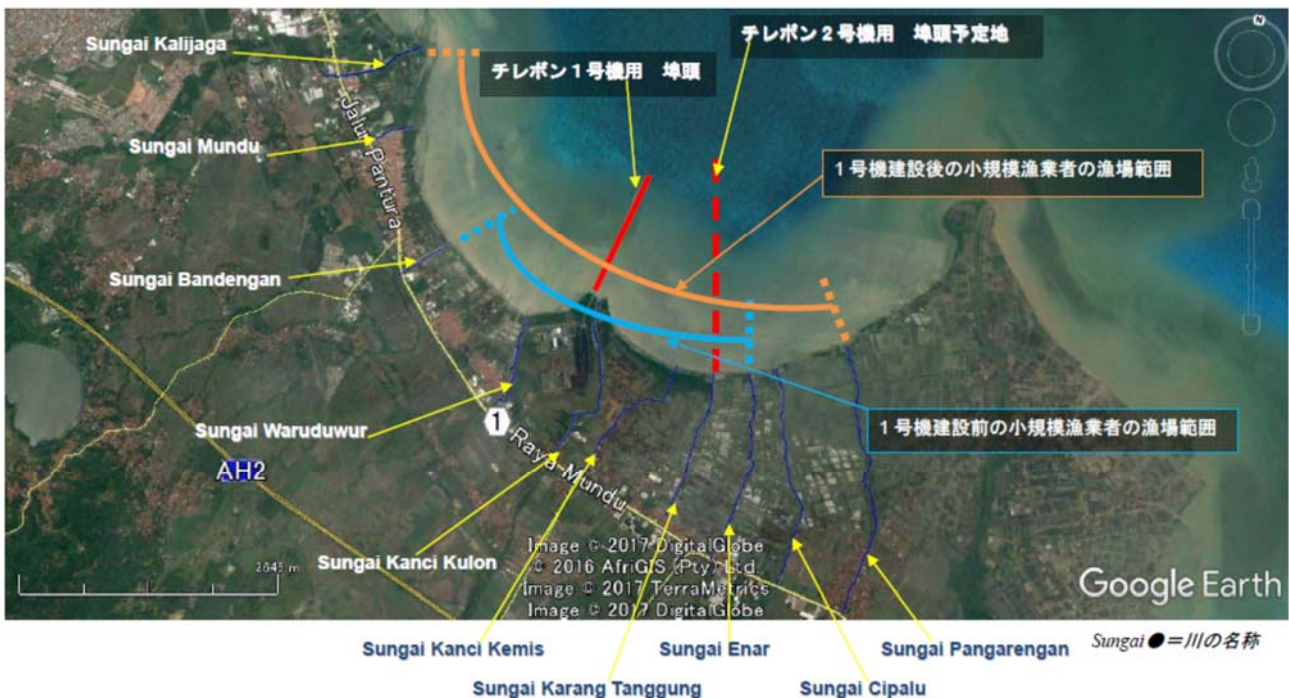 Sungai Kalijaga
チレボン２号機用　埠頭予定地
チレボン１号機用　埠頭
Jalur Pantura
Sungai Mundu
１号機建設後の小規模漁業者の漁場範囲
Sungai Bandengan
1
Sungai Waruduwur
１号機建設前の小規模漁業者の漁場範囲
AH2
Raya Mundu
Sungai Kanci Kulon
2645 m
Image © 2017 DigitalGlobe
© 2016 AfriGIS (Pty) Ltd.
Image © 2017 TerraMetrics
Image © 2017 DigitalGlobe
Google Earth
N
Sungai Kanci Kemis
Sungai Enar
Sungai Pangarengan
Sungai ●＝川の名称
Sungai Karang Tanggung
Sungai Cipalu